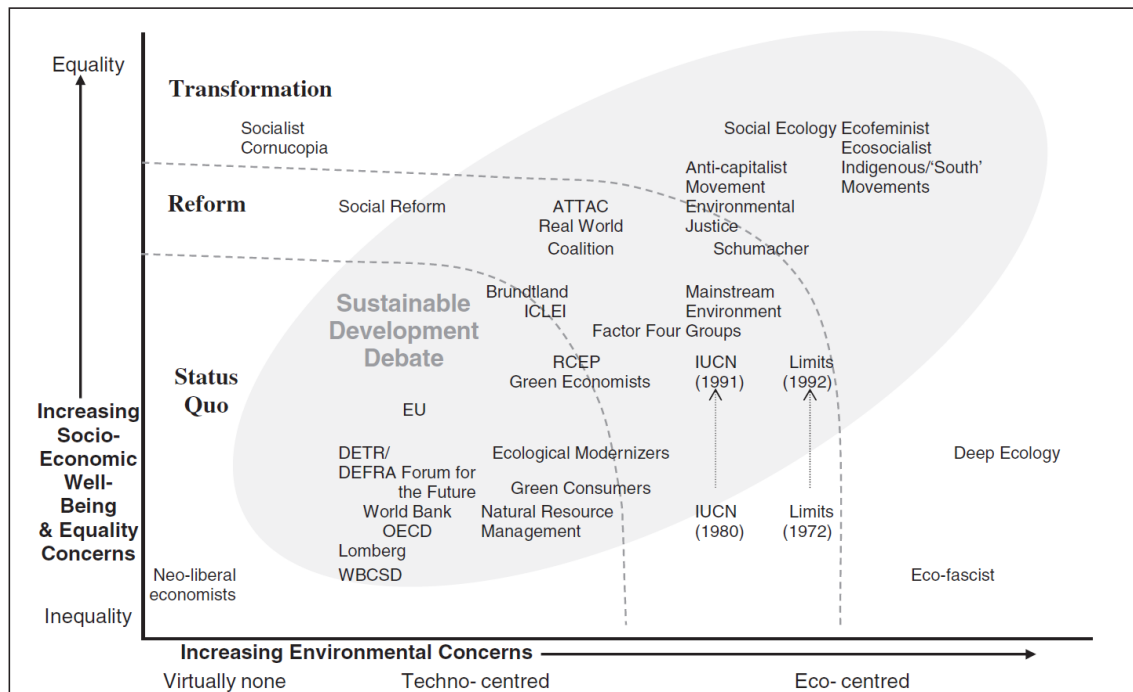 Equality
Transformation
Socialist
Cornucopia
Social Ecology
Ecofeminist
Ecosocialist
Indigenous/‘South’
Movements
Anti-capitalist
Movement
Environmental
Justice
Reform
Social Reform
ATTAC
Real World
Coalition
Schumacher
Sustainable
Development
Debate
Brundtland
ICLEI
Mainstream
Environment
Factor Four Groups
Status
Quo
RCEP
Green Economists
IUCN
(1991)
Limits
(1992)
EU
Increasing
Socio-
Economic
Well-
Being
& Equality
Concerns
DETR/
DEFRA Forum for
the Future
Ecological Modernizers
Deep Ecology
Green Consumers
World Bank
OECD
Natural Resource
Management
IUCN
(1980)
Limits
(1972)
Lomberg
WBCSD
Neo-liberal
economists
Eco-fascist
Inequality
Increasing Environmental Concerns
Virtually none
Techno- centred
Eco- centred